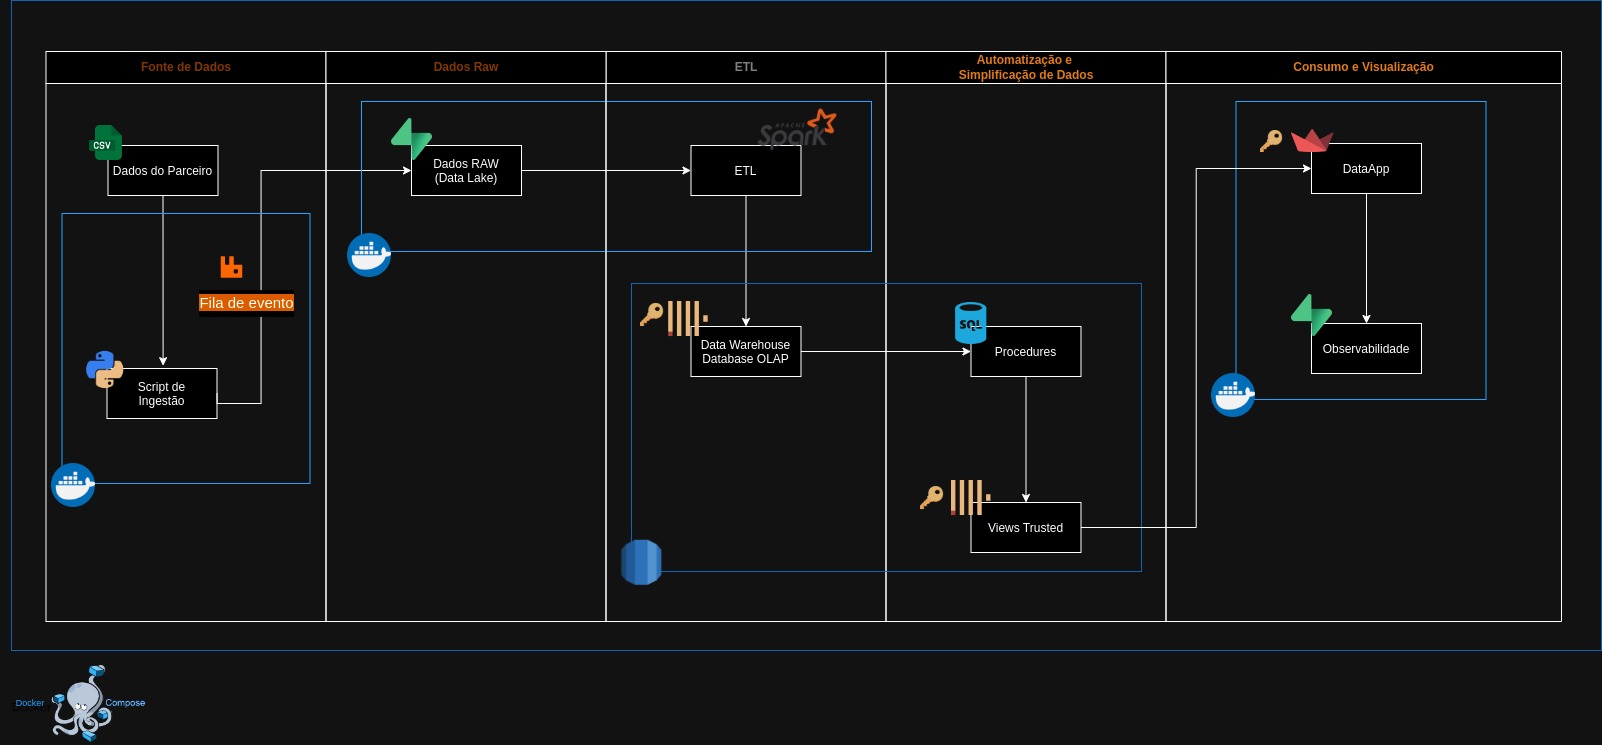 Fonte de Dados
Dados Raw
ETL
Automatização e
Simplificação de Dados
Consumo e Visualização
CSV
Dados do Parceiro
Fila de evento
Script de
Ingestão
Dados RAW
(Data Lake)
APACHE
Spark
ETL
Data Warehouse
Database OLAP
SQL
Procedures
Views Trusted
DataApp
Observabilidade
Docker
Compose